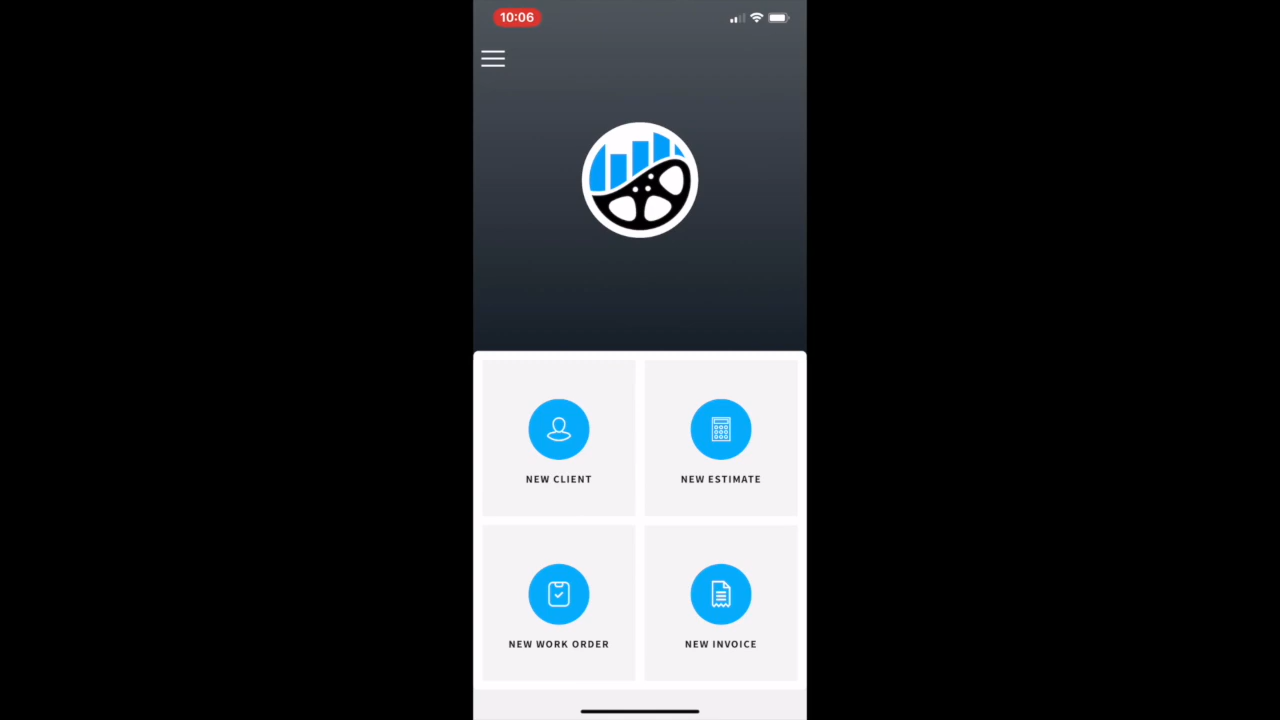 10:06
NEW CLIENT
NEW ESTIMATE
NEW WORK ORDER
NEW INVOICE